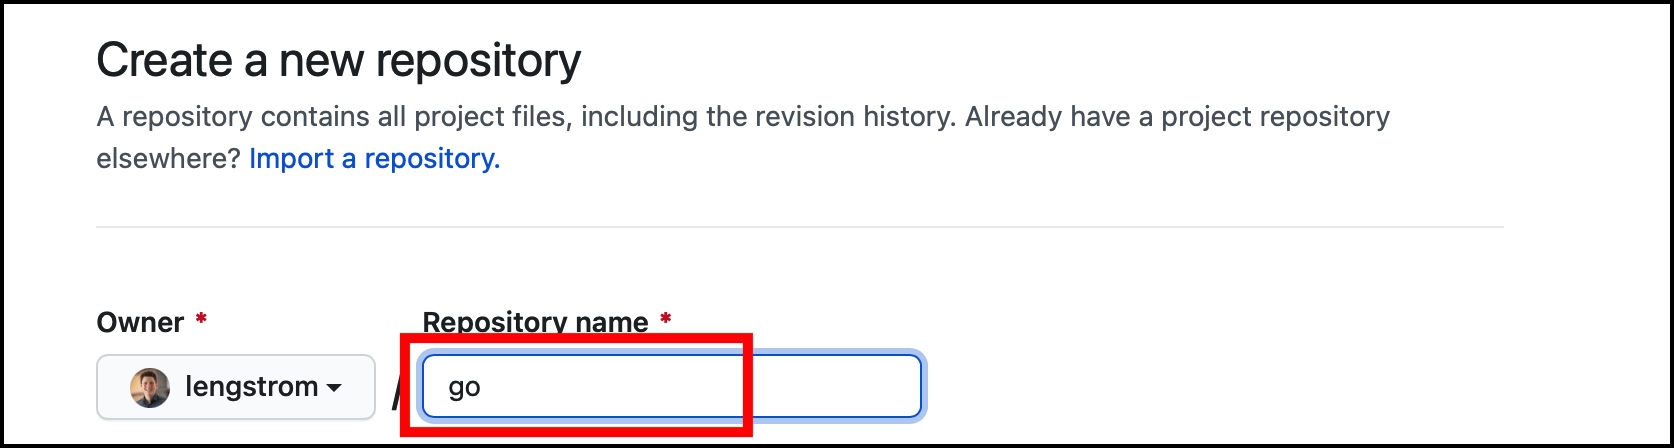 Create a new repository
A repository contains all project files, including the revision history. Already have a project repository
elsewhere? Import a repository.
Owner * Repository name *
lengstrom / go